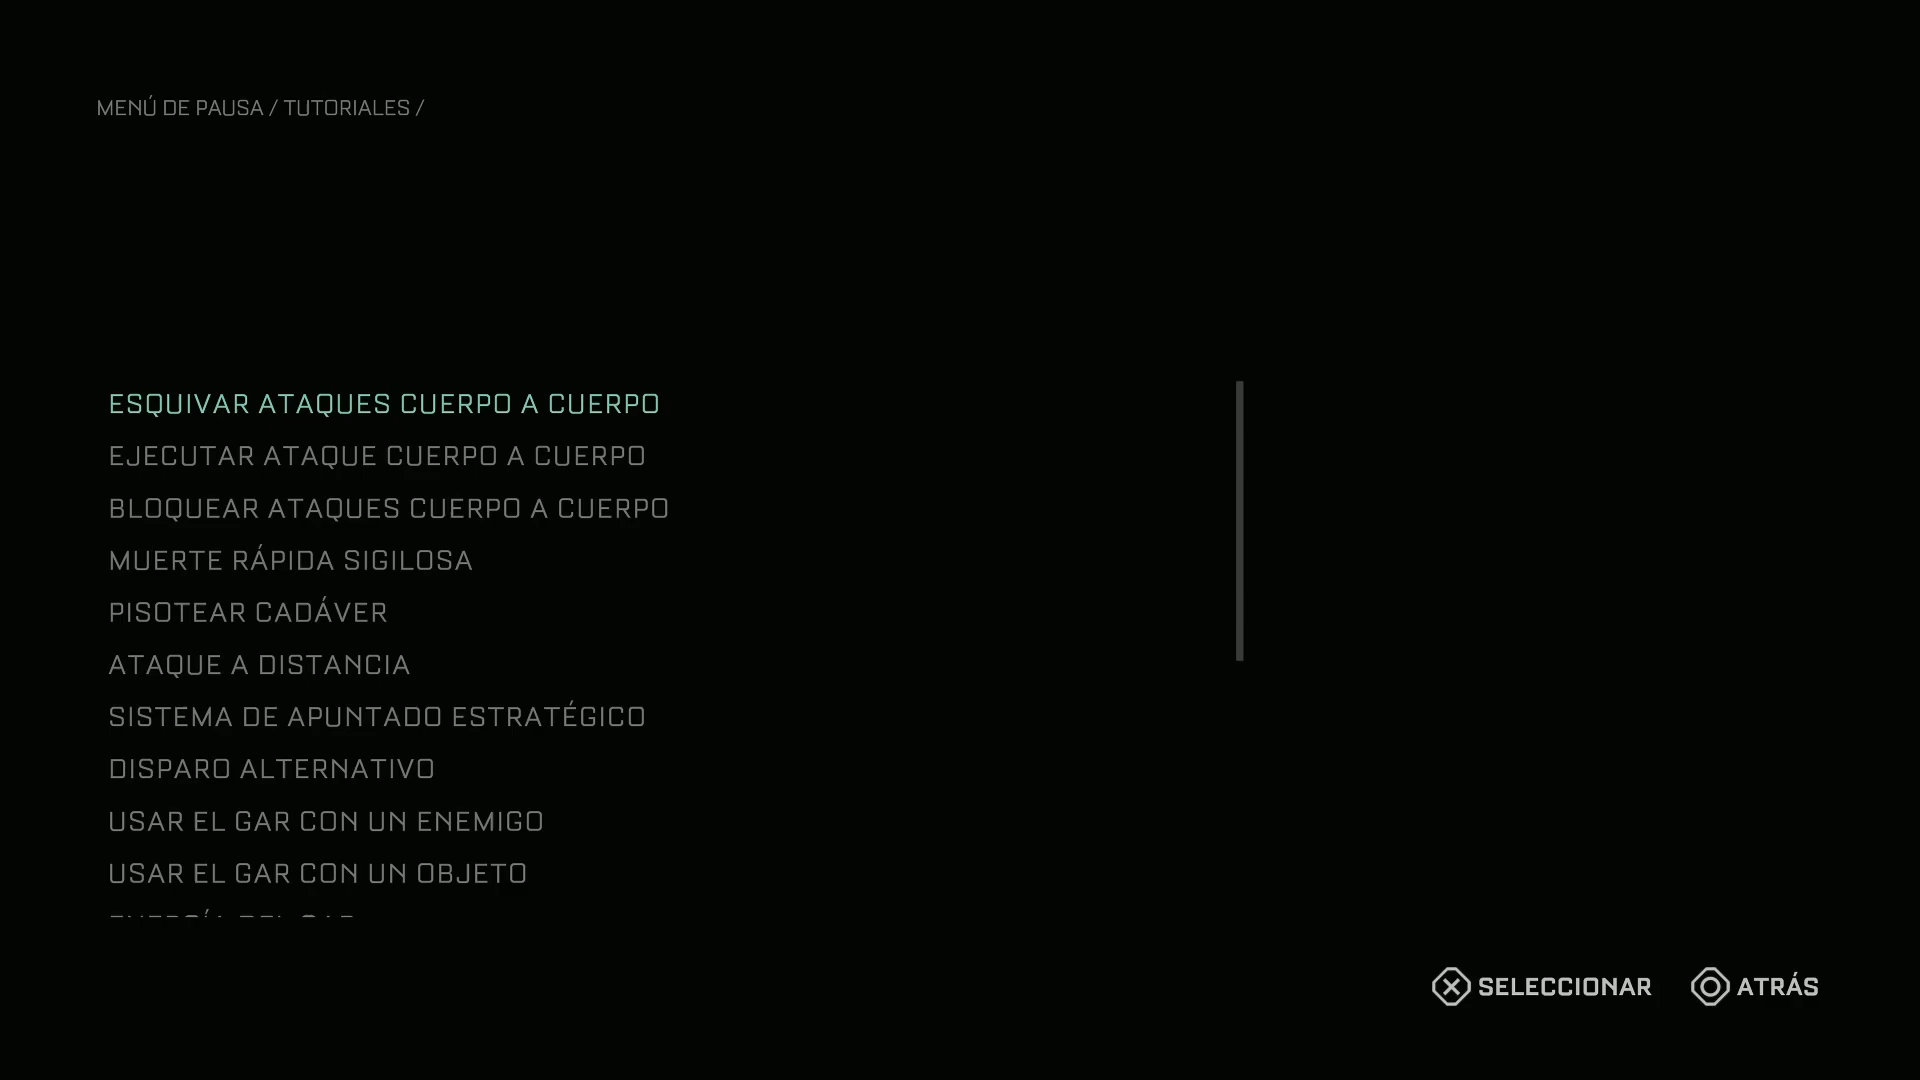 MENÚ DE PAUSA / TUTORIALES /
ESQUIVAR ATAQUES CUERPO A CUERPO
EJECUTAR ATAQUE CUERPO A CUERPO
BLOQUEAR ATAQUES CUERPO A CUERPO
MUERTE RÁPIDA SIGILOSA
PISOTEAR CADÁVER
ATAQUE A DISTANCIA
SISTEMA DE APUNTADO ESTRATÉGICO
DISPARO ALTERNATIVO
USAR EL GAR CON UN ENEMIGO
USAR EL GAR CON UN OBJETO
SELECCIONAR ATRÁS